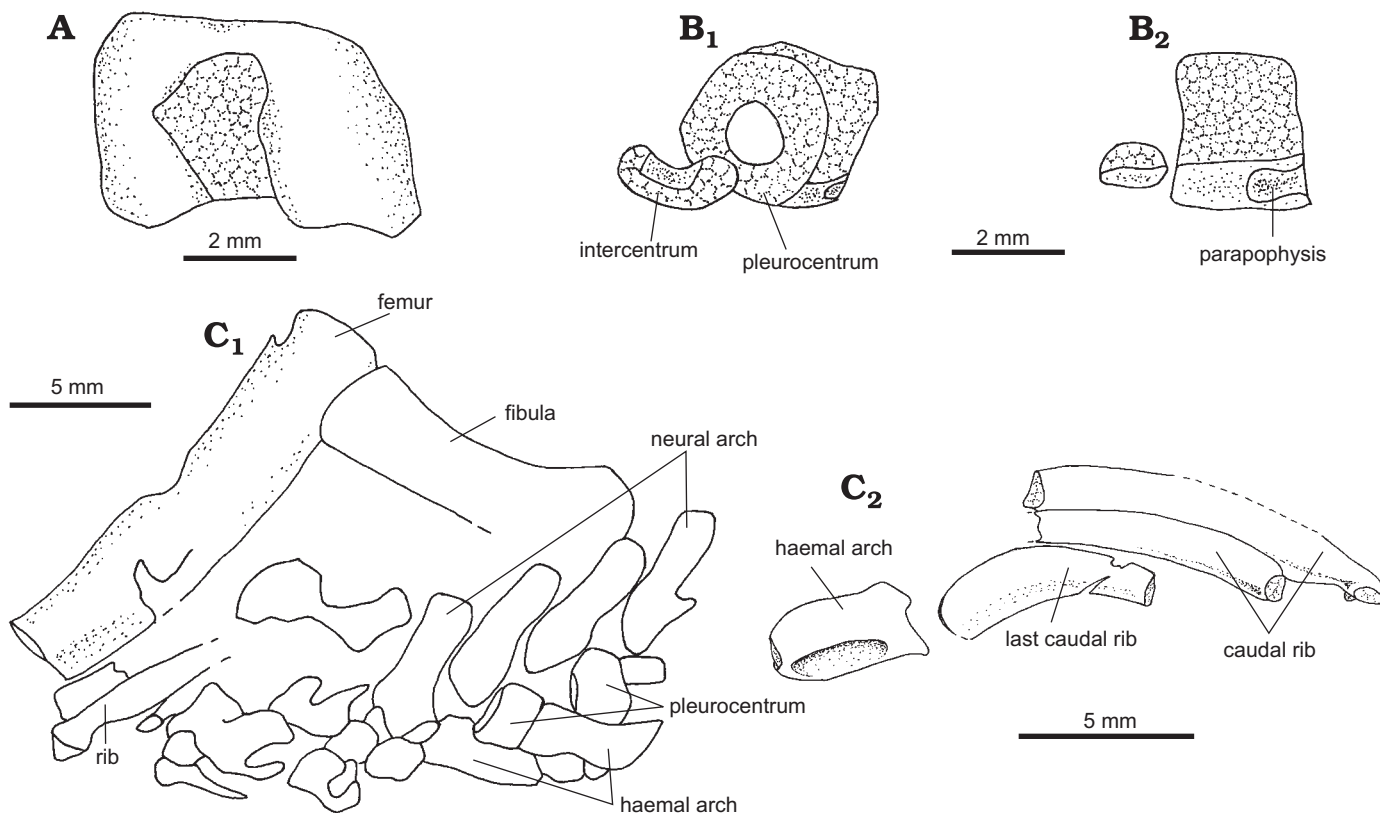 A
2 mm
B1
intercentrum
pleurocentrum
B2
2 mm
parapophysis
C1
femur
5 mm
fibula
neural arch
pleurocentrum
rib
haemal arch
C2
haemal arch
last caudal rib
caudal rib
5 mm